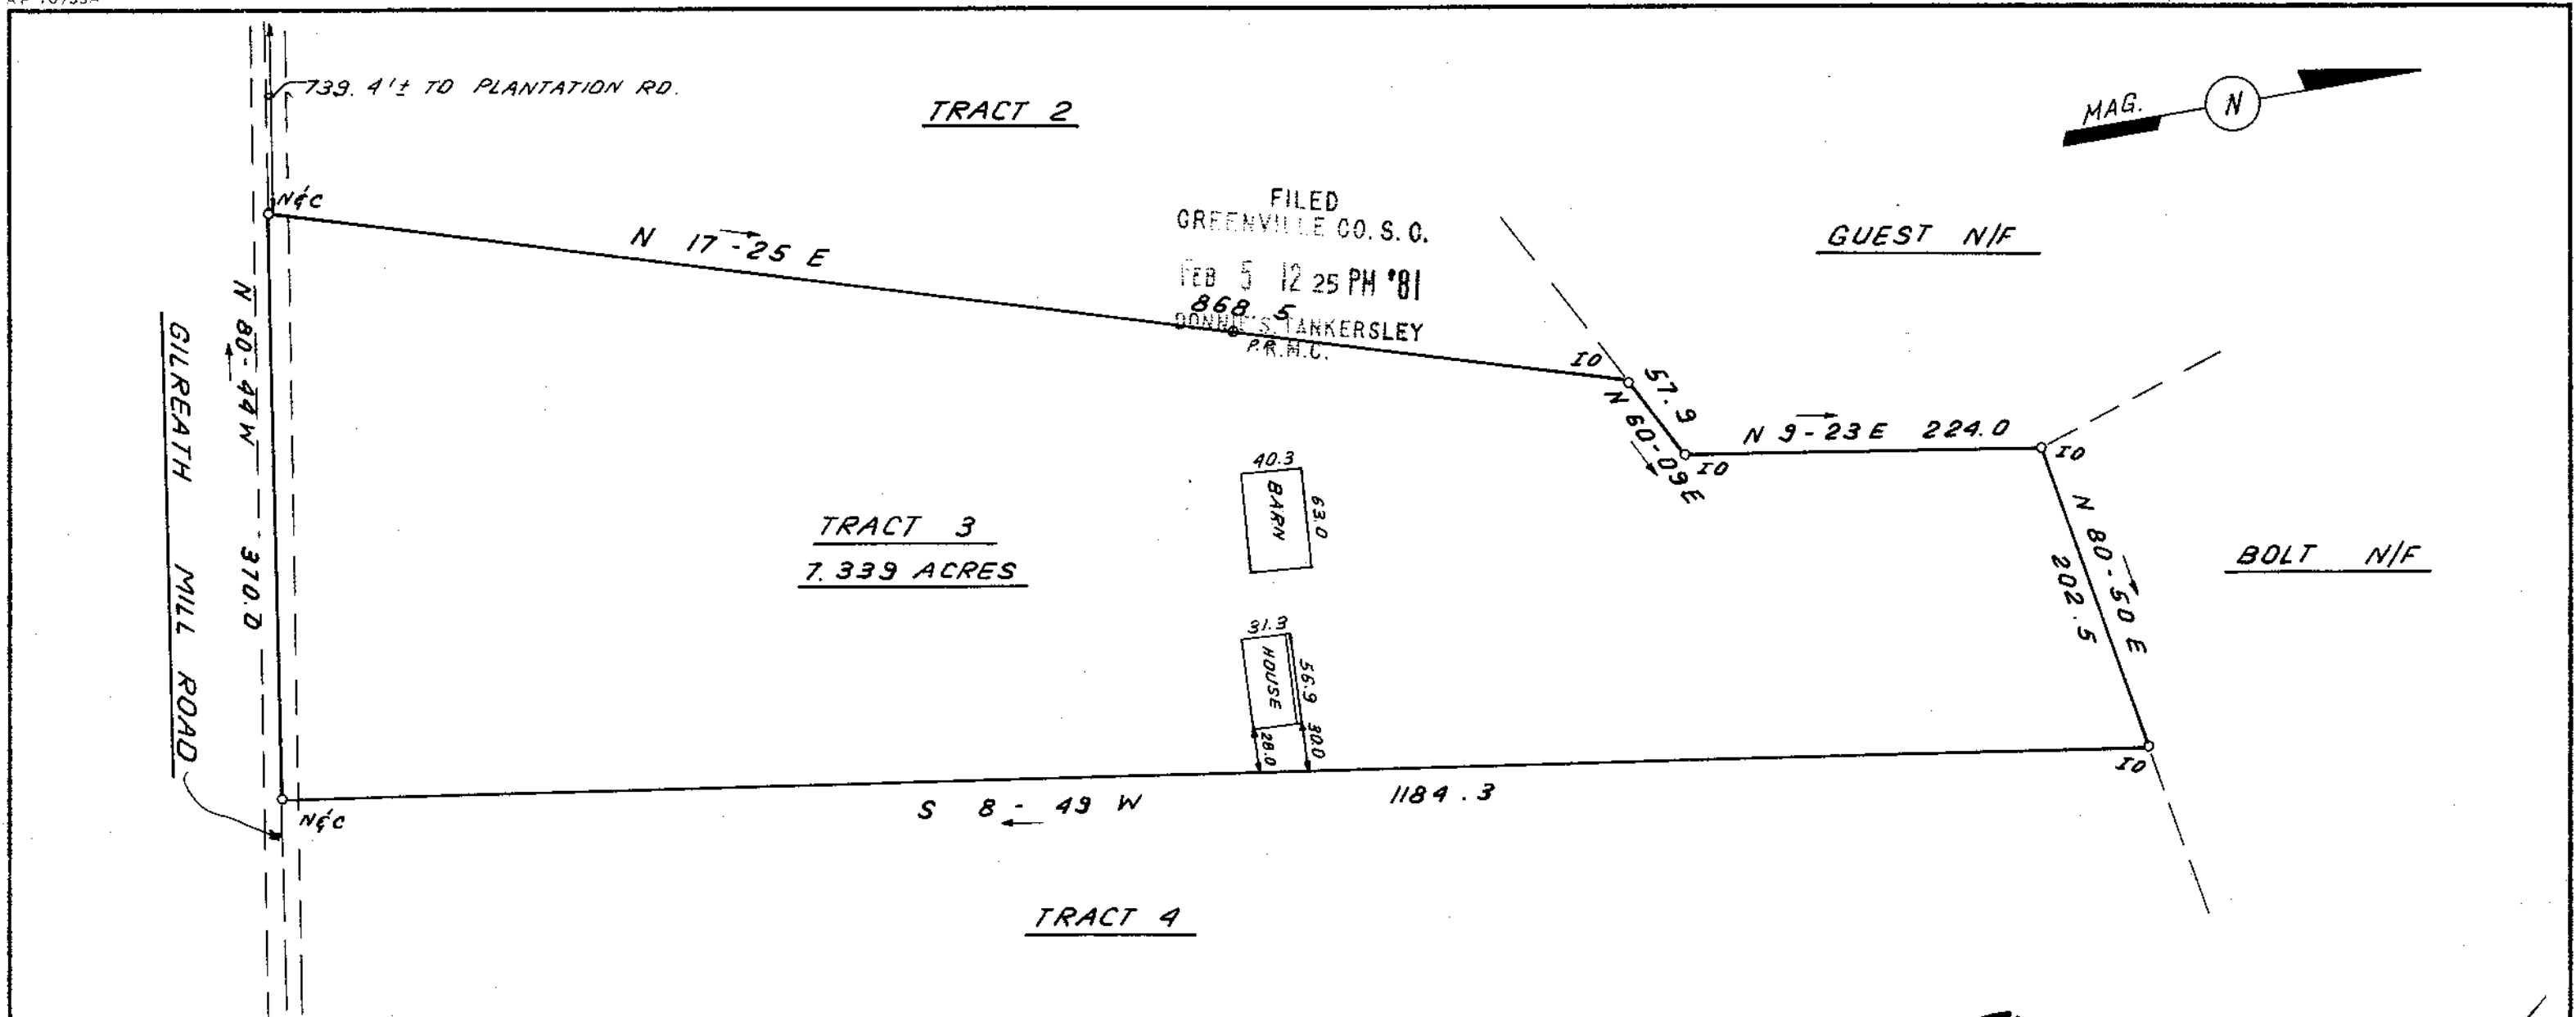 739.4'± TO PLANTATION RD.
TRACT 2
MAG.
N
N&C
N 17-25 E
FILED
GREENVILLE CO. S. C.
FEB 5 12 25 PM '81
868.5
DONNIE S. TANKERSLEY
R.M.C.
GUEST N/F
IO
57.9
N 60-09 E
IO
N 9-23 E 224.0
IO
N 80-44 W 370.0
GILREATH MILL ROAD
TRACT 3
7.339 ACRES
40.3
BARN
63.0
31.3
HOUSE
56.9
28.0
30.0
N 80-50 E
202.5
BOLT N/F
IO
N&C
S 8-49 W
1184.3
TRACT 4